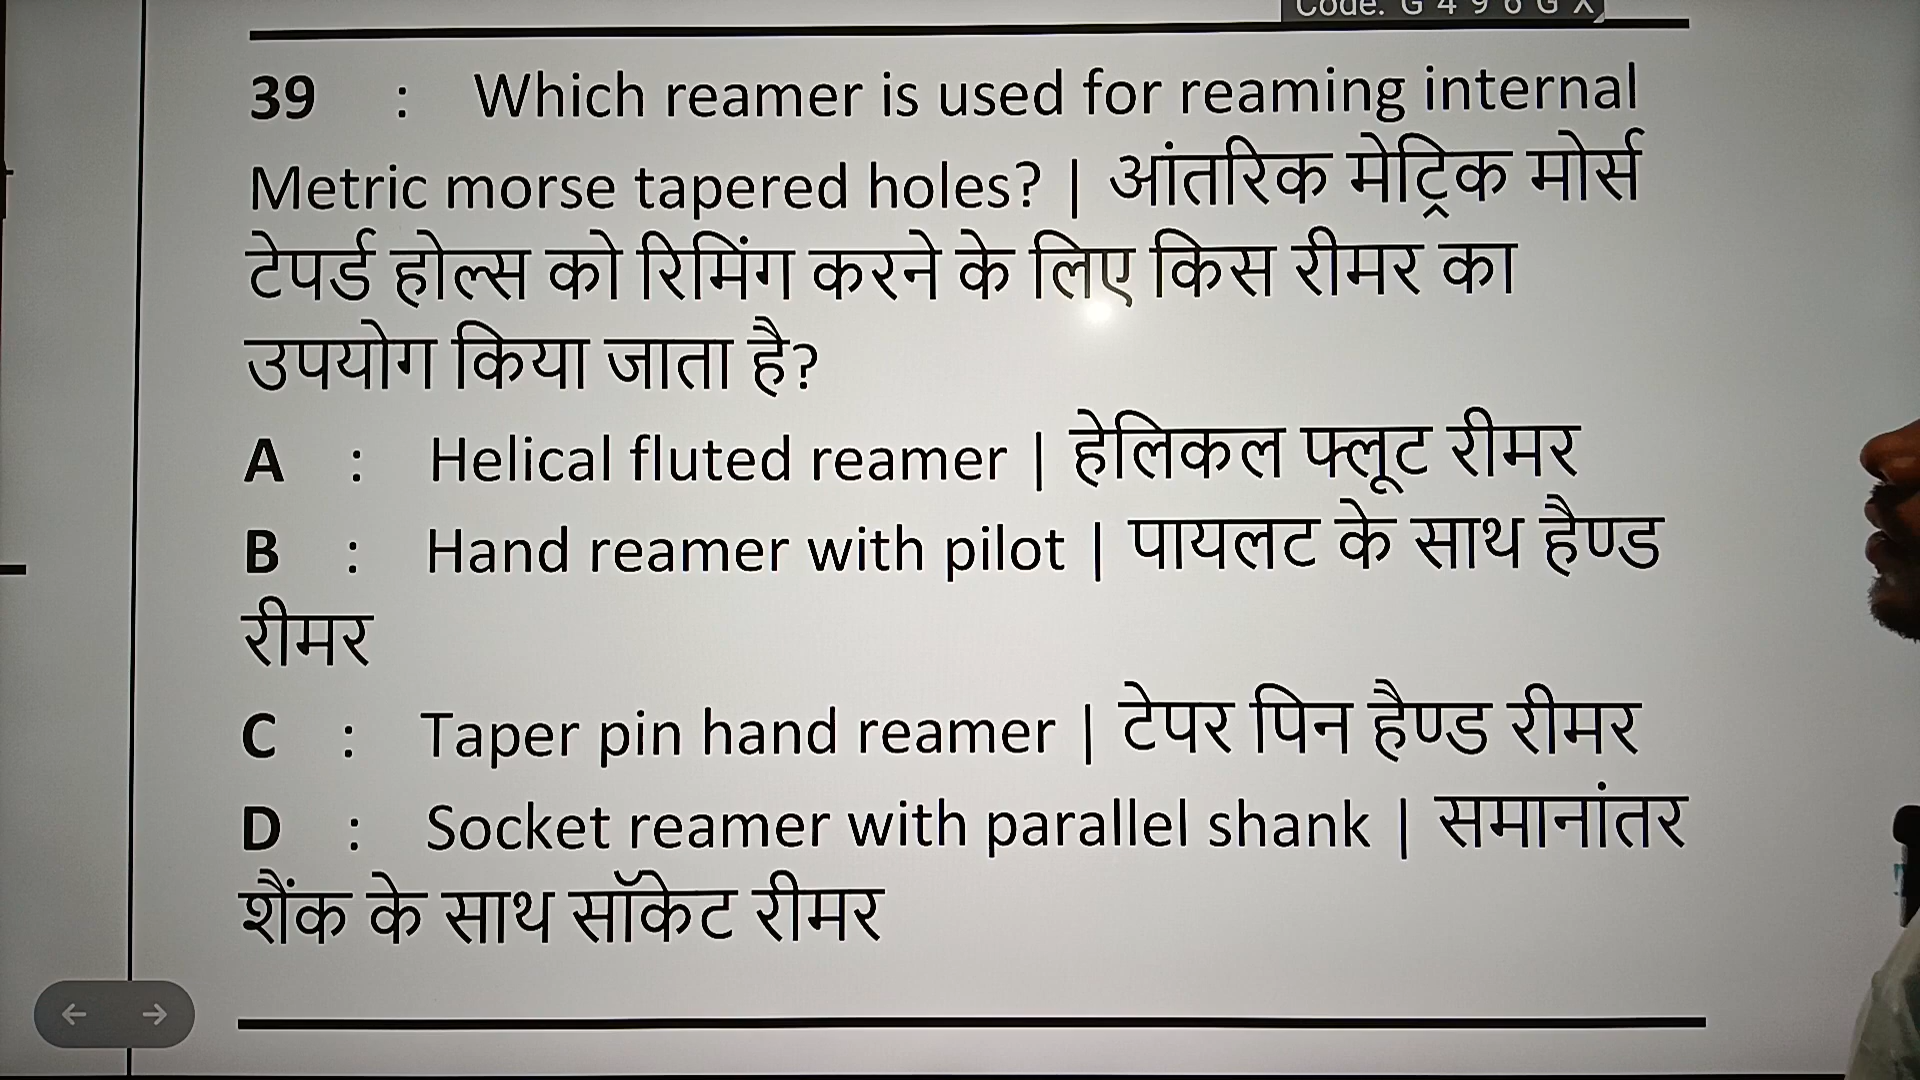 39 : Which reamer is used for reaming internal
Metric morse tapered holes? | आंतरिक मेट्रिक मोर्स
टेपर्ड होल्स को रिमिंग करने के लिए किस रीमर का
उपयोग किया जाता है?
A : Helical fluted reamer | हेलिकल फ्लूट रीमर
B : Hand reamer with pilot | पायलट के साथ हैण्ड
रीमर
C : Taper pin hand reamer | टेपर पिन हैण्ड रीमर
D : Socket reamer with parallel shank | समानांतर
शैंक के साथ सॉकेट रीमर